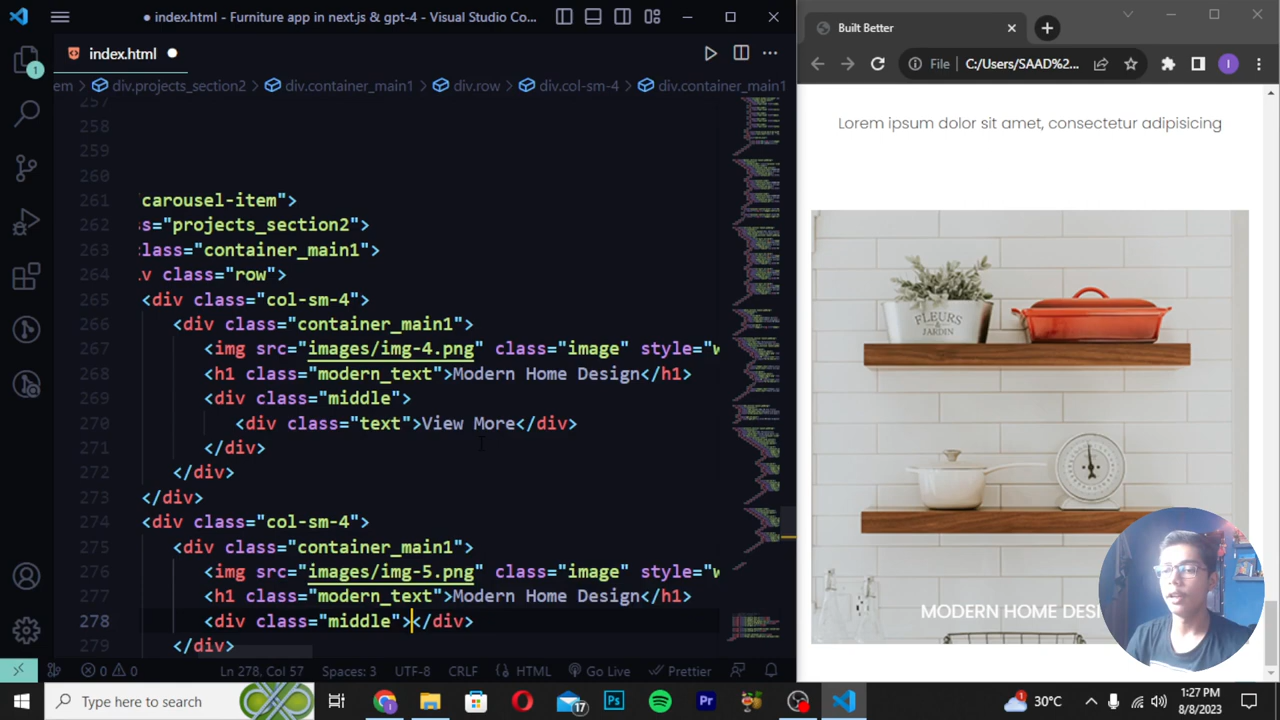 index.html - Furniture app in next.js & gpt-4 - Visual Studio Co...
index.html
em
div.projects_section2
div.container_main1
div.row
div.col-sm-4
div.container_main1
257
258
259
260
261 carousel-item">
262 s="projects_section2">
263 class="container_main1">
264 v class="row">
265 <div class="col-sm-4">
266 <div class="container_main1">
267 <img src="images/img-4.png" class="image" style="w
268 <h1 class="modern_text">Modern Home Design</h1>
269 <div class="middle">
270 <div class="text">View More</div>
271 </div>
272 </div>
273 </div>
274 <div class="col-sm-4">
275 <div class="container_main1">
276 <img src="images/img-5.png" class="image" style="w
277 <h1 class="modern_text">Modern Home Design</h1>
278 <div class="middle"></div>
279 </div>
1
0 0
Ln 278, Col 57
Spaces: 3
UTF-8
CRLF
HTML
Go Live
Prettier
Built Better
File
C:/Users/SAAD%2...
I
Lorem ipsum dolor sit amet, consectetur adipisicing
FLEURS
&
JARDIN
MODERN HOME DESI
Type here to search
17
Ps
Pr
1
30°C
1:27 PM
8/8/2023